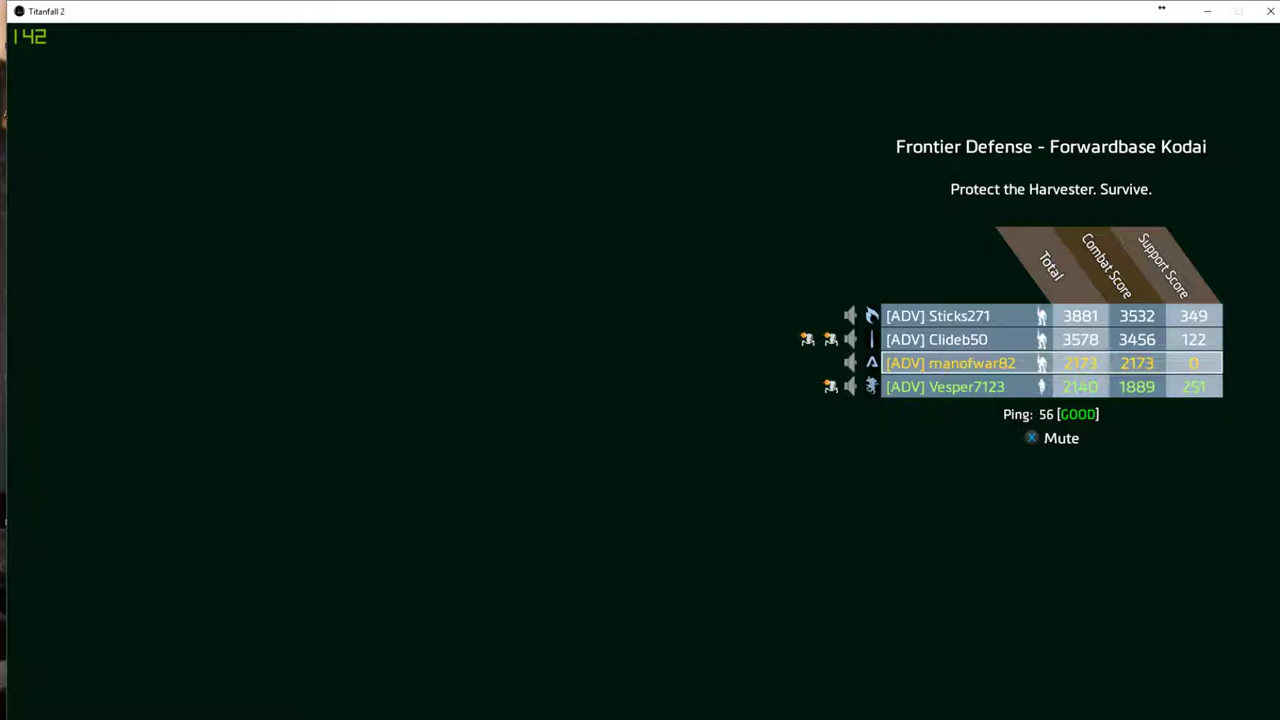 Titanfall 2
142
Frontier Defense - Forwardbase Kodai
Protect the Harvester. Survive.
Total Combat Score Support Score
[ADV] Sticks271 3881 3532 349
[ADV] Clideb50 3578 3456 122
[ADV] manofwar82 2173 2173 0
[ADV] Vesper7123 2140 1889 251
Ping: 56 [GOOD]
X Mute